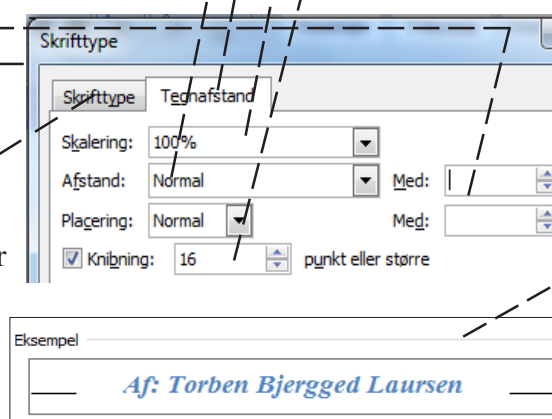 Skrifttype
Skrifttype Tegnafstand
Skalering: 100%
Afstand: Normal Med:
Placering: Normal Med:
r
Knibning: 16 punkt eller større
Eksempel
Af: Torben Bjergged Laursen